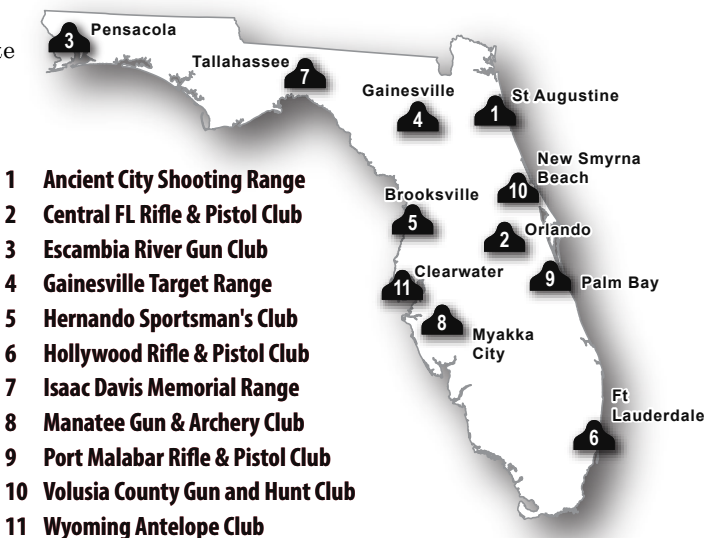 Pensacola
3
Tallahassee
7
Gainesville
4
St Augustine
1
New Smyrna
Beach
10
Brooksville
5
Orlando
2
Clearwater
11
Palm Bay
9
8
Myakka
City
Ft
Lauderdale
6
1 Ancient City Shooting Range
2 Central FL Rifle & Pistol Club
3 Escambia River Gun Club
4 Gainesville Target Range
5 Hernando Sportsman's Club
6 Hollywood Rifle & Pistol Club
7 Isaac Davis Memorial Range
8 Manatee Gun & Archery Club
9 Port Malabar Rifle & Pistol Club
10 Volusia County Gun and Hunt Club
11 Wyoming Antelope Club